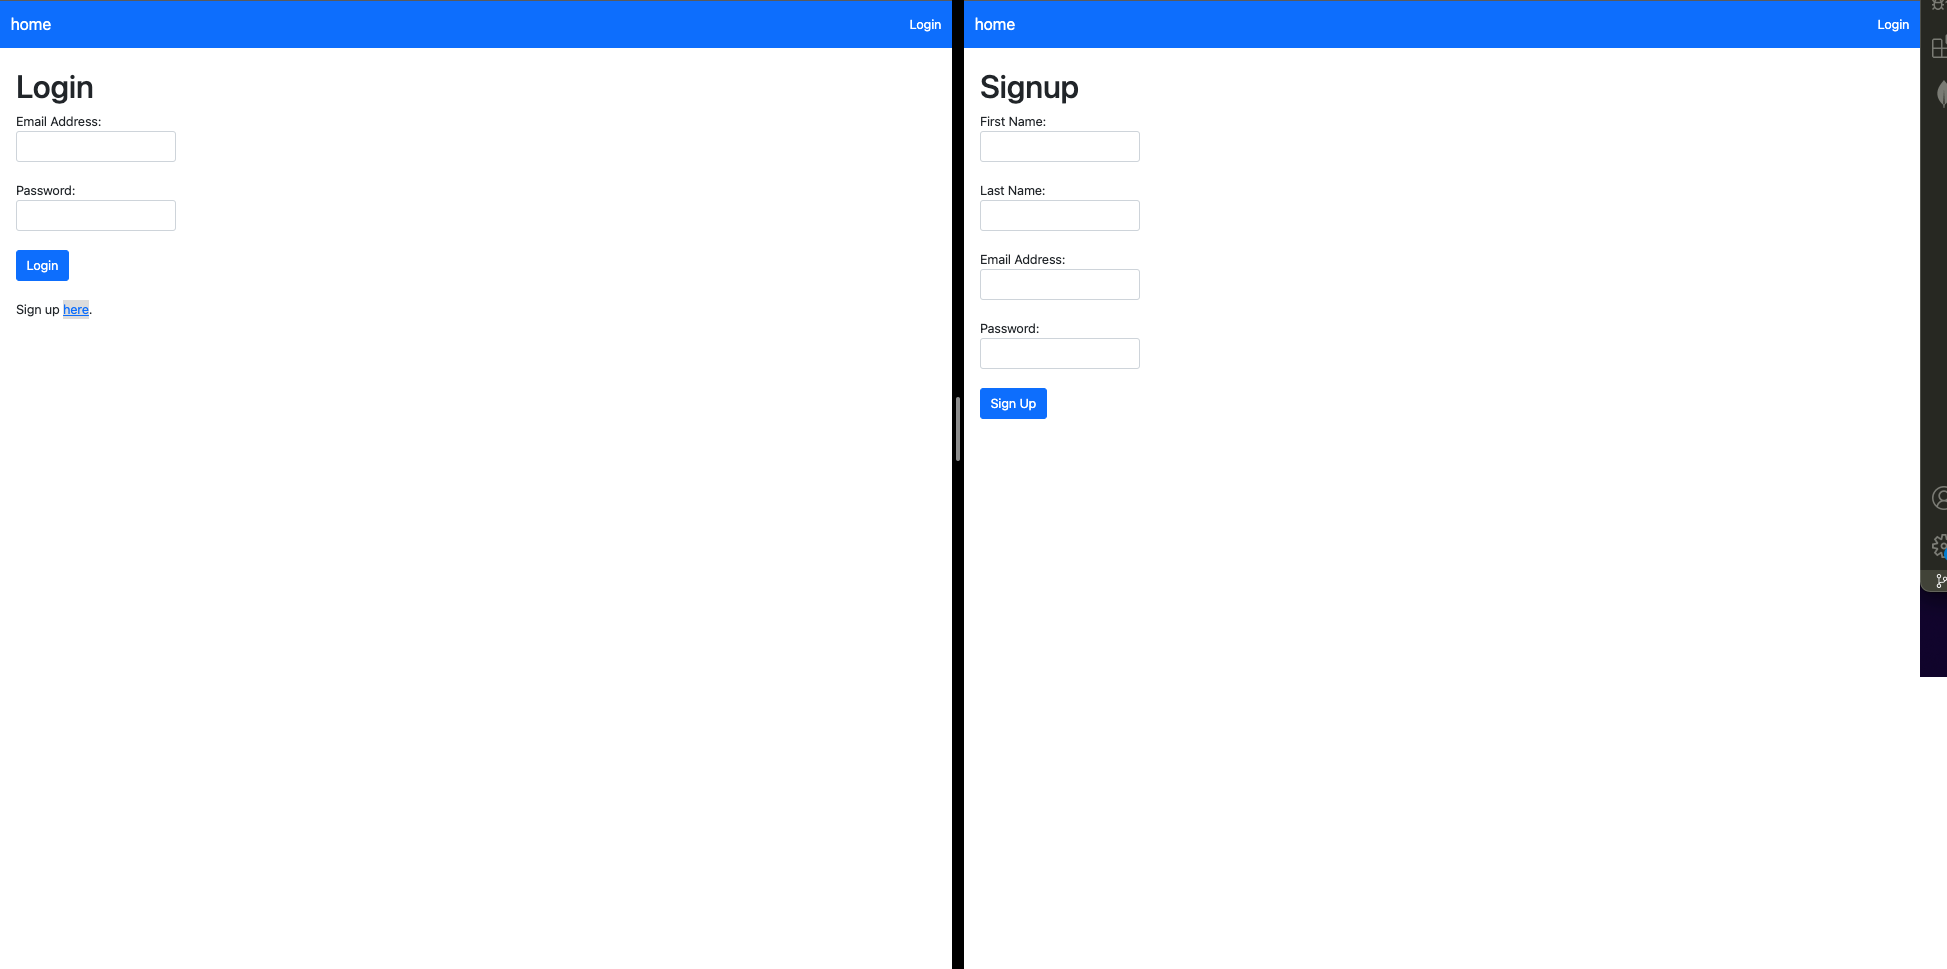 home Login
Login
Email Address:
Password:
Login
Sign up here.
home Login
Signup
First Name:
Last Name:
Email Address:
Password:
Sign Up